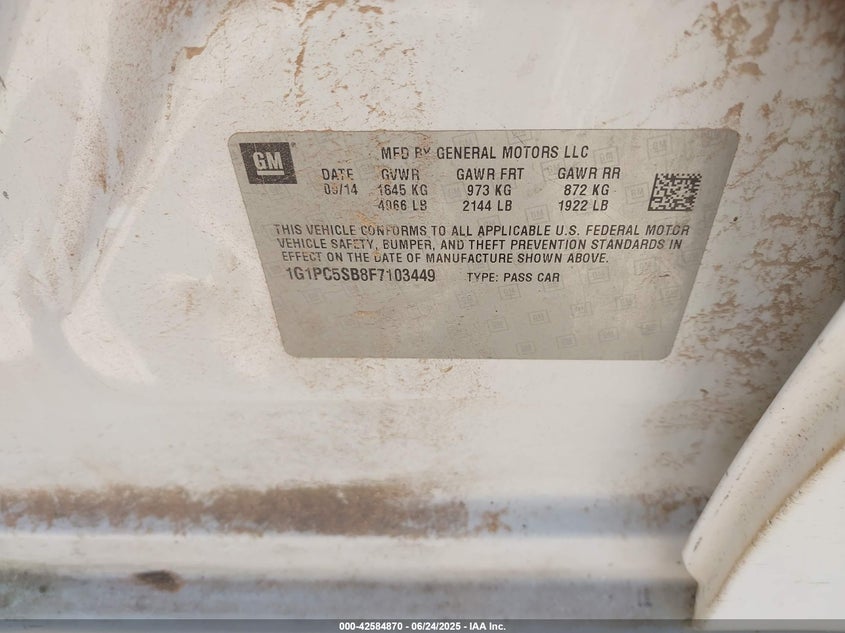 GM
MFD BY GENERAL MOTORS LLC
DATE GVWR GAWR FRT GAWR RR
09/14 1845 KG 973 KG 872 KG
4066 LB 2144 LB 1922 LB
THIS VEHICLE CONFORMS TO ALL APPLICABLE U.S. FEDERAL MOTOR
VEHICLE SAFETY, BUMPER, AND THEFT PREVENTION STANDARDS IN
EFFECT ON THE DATE OF MANUFACTURE SHOWN ABOVE.
1G1PC5SB8F7103449 TYPE: PASS CAR
000-42584870 - 06/24/2025 - IAA Inc.